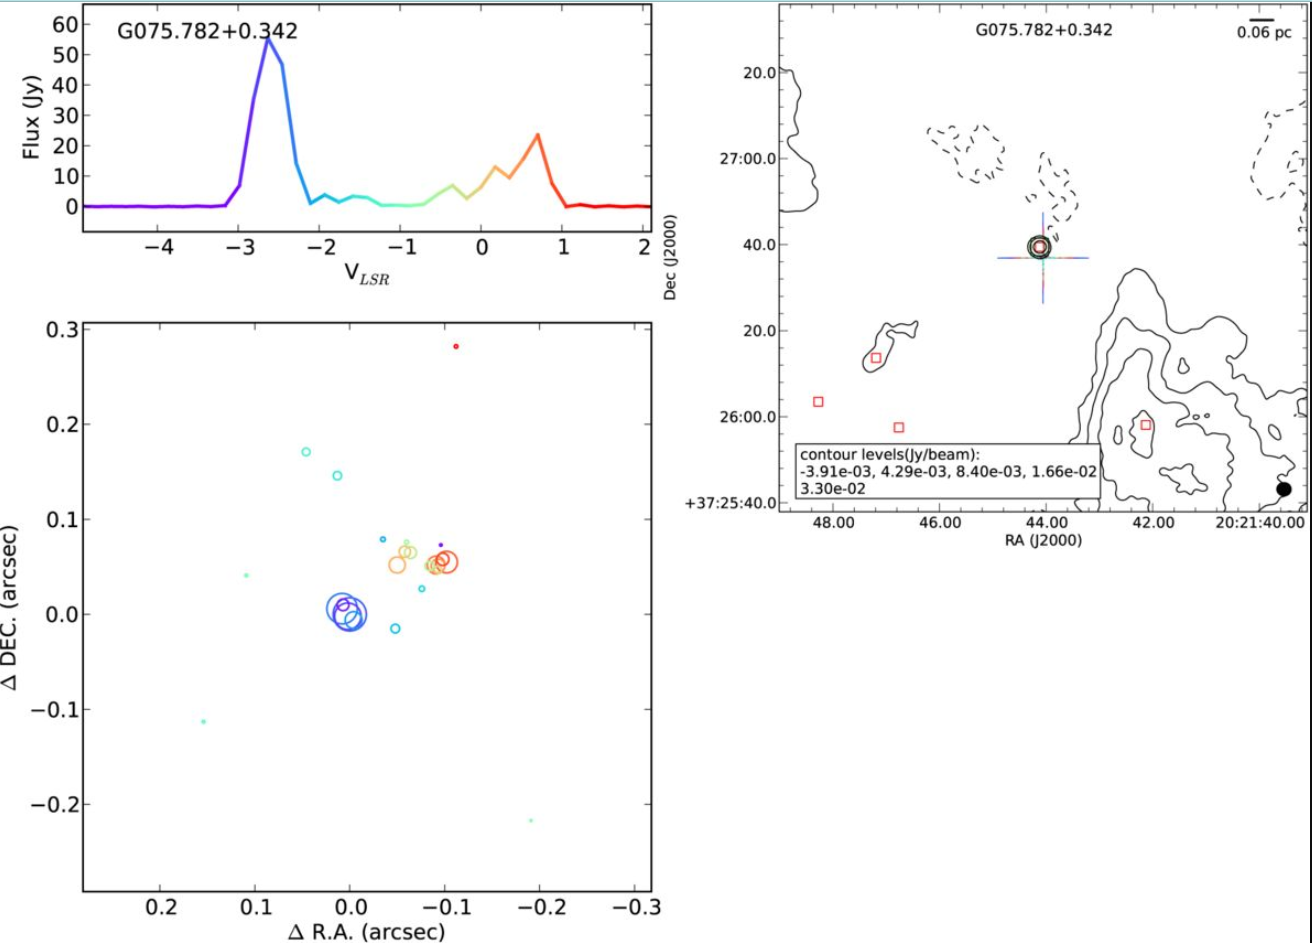 G075.782+0.342
60
50
40
30
20
10
0
Flux (Jy)
−4 −3 −2 −1 0 1 2
V_LSR
0.3
0.2
0.1
0.0
−0.1
−0.2
Δ DEC. (arcsec)
0.2 0.1 0.0 −0.1 −0.2 −0.3
Δ R.A. (arcsec)
G075.782+0.342
0.06 pc
20.0
27:00.0
40.0
20.0
26:00.0
+37:25:40.0
Dec (J2000)
contour levels(Jy/beam):
-3.91e-03, 4.29e-03, 8.40e-03, 1.66e-02
3.30e-02
48.00 46.00 44.00 42.00 20:21:40.00
RA (J2000)